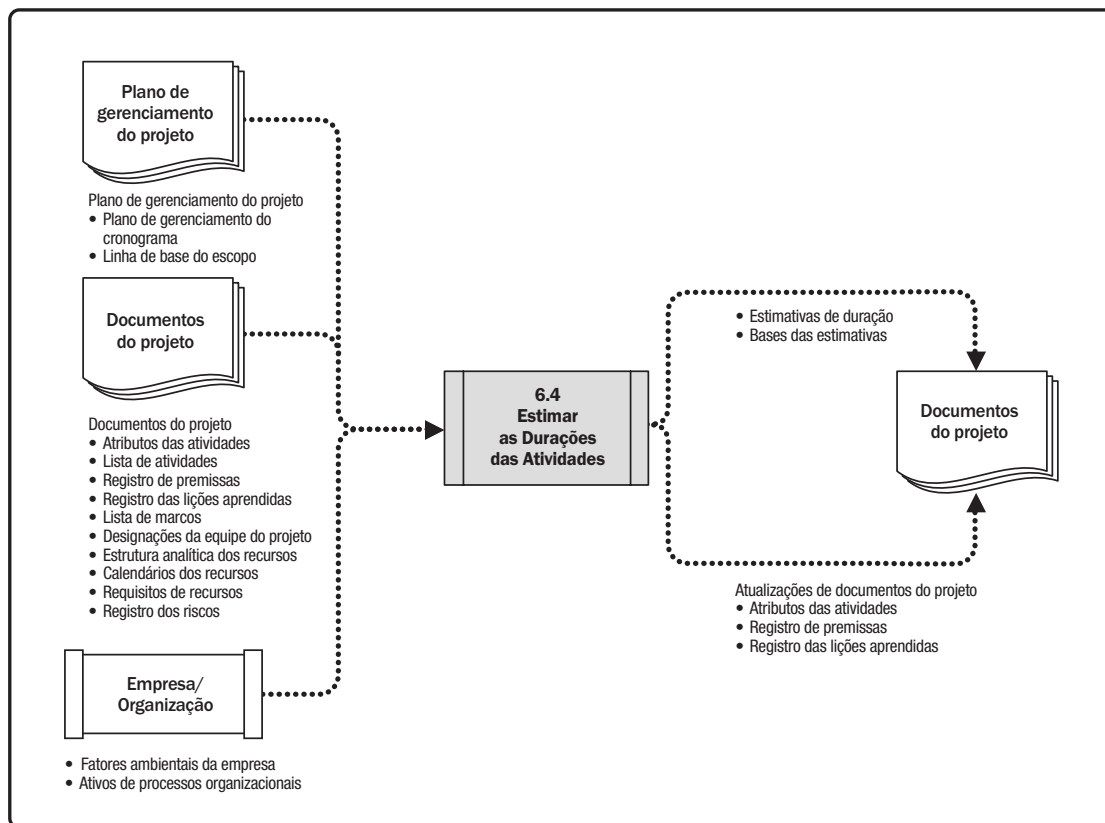 Plano de
gerenciamento
do projeto
Plano de gerenciamento do projeto
• Plano de gerenciamento do
cronograma
• Linha de base do escopo
Documentos
do projeto
Documentos do projeto
• Atributos das atividades
• Lista de atividades
• Registro de premissas
• Registro das lições aprendidas
• Lista de marcos
• Designações da equipe do projeto
• Estrutura analítica dos recursos
• Calendários dos recursos
• Requisitos de recursos
• Registro dos riscos
Empresa/
Organização
• Fatores ambientais da empresa
• Ativos de processos organizacionais
6.4
Estimar
as Durações
das Atividades
• Estimativas de duração
• Bases das estimativas
Documentos
do projeto
Atualizações de documentos do projeto
• Atributos das atividades
• Registro de premissas
• Registro das lições aprendidas